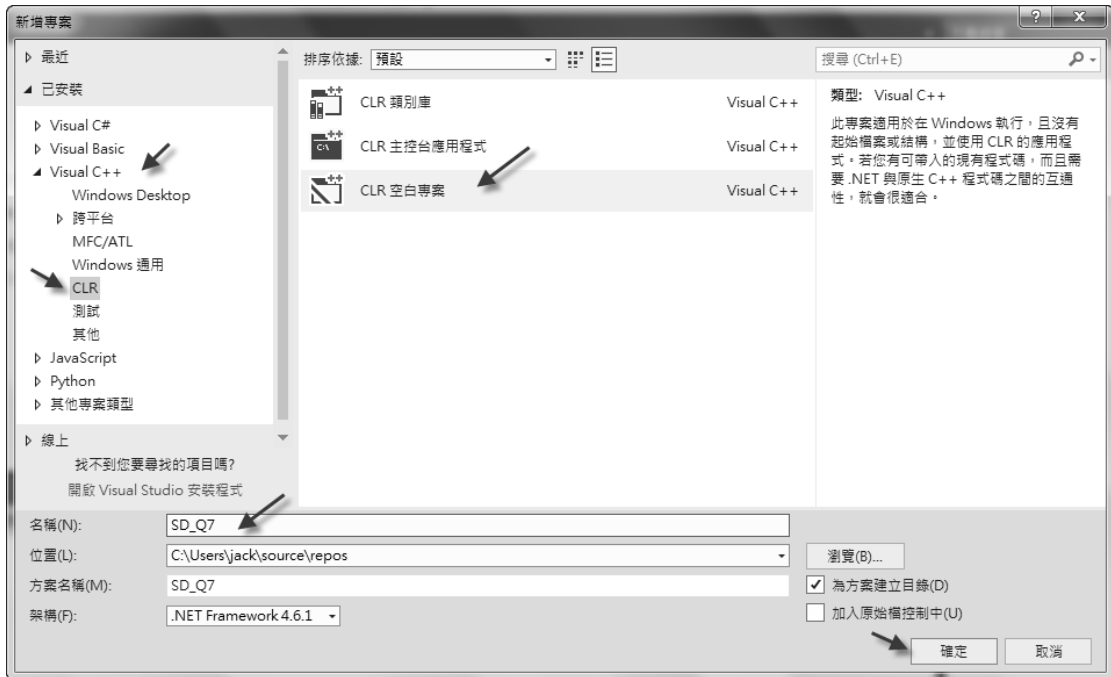 新增專案
最近
已安裝
Visual C#
Visual Basic
Visual C++
Windows Desktop
跨平台
MFC/ATL
Windows 通用
CLR
測試
其他
JavaScript
Python
其他專案類型
線上
找不到您要尋找的項目嗎?
開啟 Visual Studio 安裝程式
排序依據: 預設
CLR 類別庫 Visual C++
CLR 主控台應用程式 Visual C++
CLR 空白專案 Visual C++
搜尋 (Ctrl+E)
類型: Visual C++
此專案適用於在 Windows 執行，且沒有
起始檔案或結構，並使用 CLR 的應用程
式。若您有可帶入的現有程式碼，而且需
要 .NET 與原生 C++ 程式碼之間的互通
性，就會很適合。
名稱(N): SD_Q7
位置(L): C:\Users\jack\source\repos 瀏覽(B)...
方案名稱(M): SD_Q7 為方案建立目錄(D)
架構(F): .NET Framework 4.6.1 加入原始檔控制中(U)
確定 取消